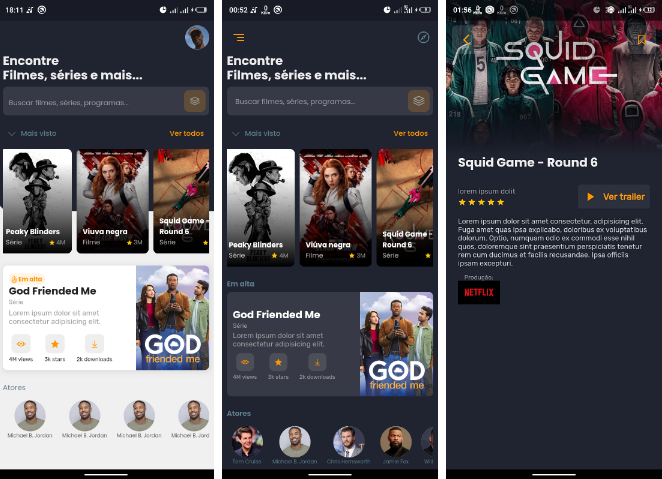 18:11
Encontre
Filmes, séries e mais...
Buscar filmes, séries, programas...
Mais visto
Ver todos
Peaky Blinders
Série
4M
Viúva negra
Filme
3M
Squid Game -
Round 6
Série
Em alta
God Friended Me
Série
Lorem ipsum dolor sit amet
consectetur adipisicing elit.
4M views
3k stars
2k downloads
GOD
friended me
Atores
Michael B. Jordan
Michael B. Jordan
Michael B. Jordan
Michael B. Jord
00:52
Encontre
Filmes, séries e mais...
Buscar filmes, séries, programas...
Mais visto
Ver todos
Peaky Blinders
Série
4M
Viúva negra
Filme
3M
Squid Game -
Round 6
Série
Em alta
God Friended Me
Série
Lorem ipsum dolor sit amet
consectetur adipisicing elit.
4M views
3k stars
2k downloads
GOD
friended me
Atores
Tom Cruise
Michael B. Jordan
Chris Hemsworth
Jamie Fox
Wil
01:56
SQUID
GAME
218
Squid Game - Round 6
lorem ipsum dolit
Ver trailer
Lorem ipsum dolor sit amet consectetur, adipisicing elit.
Fuga amet quas ipsa explicabo, doloribus ex voluptatibus
dolorum. Optio, numquam odio ex commodi esse nihil
quos, doloremque sint praesentium perspiciatis tenetur
rem cum ducimus et facilis recusandae. Ipsa officiis
ipsam excepturi.
Produção:
NETFLIX